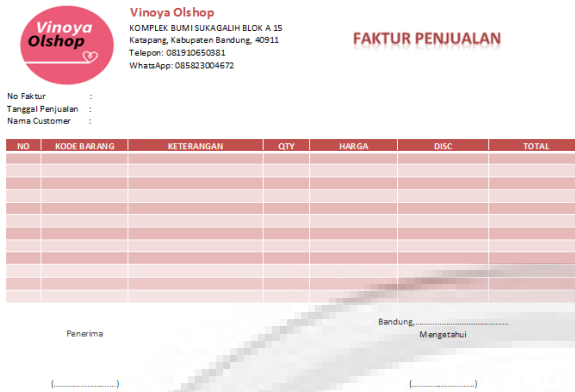 Vinoya
Olshop
Vinoya Olshop
KOMPLEK BUMI SUKAGALIH BLOK A 15
Katapang, Kabupaten Bandung, 40911
Telepon: 081910650381
WhatsApp: 085823004672
FAKTUR PENJUALAN
No Faktur :
Tanggal Penjualan :
Nama Customer :
NO KODE BARANG KETERANGAN QTY HARGA DISC TOTAL
Bandung,.......................................
Penerima Mengetahui
(...........................) (...........................)